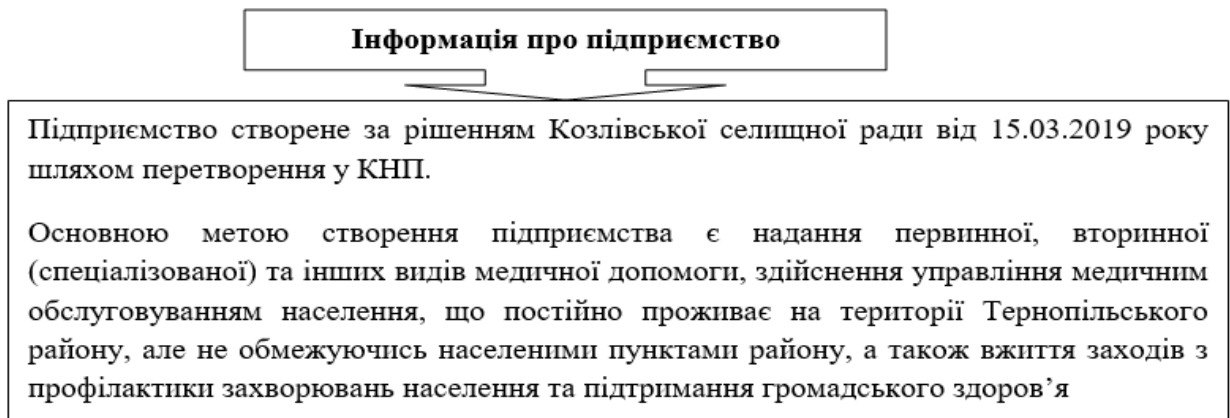 Інформація про підприємство
Підприємство створене за рішенням Козлівської селищної ради від 15.03.2019 року
шляхом перетворення у КНП.
Основною метою створення підприємства є надання первинної, вторинної
(спеціалізованої) та інших видів медичної допомоги, здійснення управління медичним
обслуговуванням населення, що постійно проживає на території Тернопільського
району, але не обмежуючись населеними пунктами району, а також вжиття заходів з
профілактики захворювань населення та підтримання громадського здоров’я